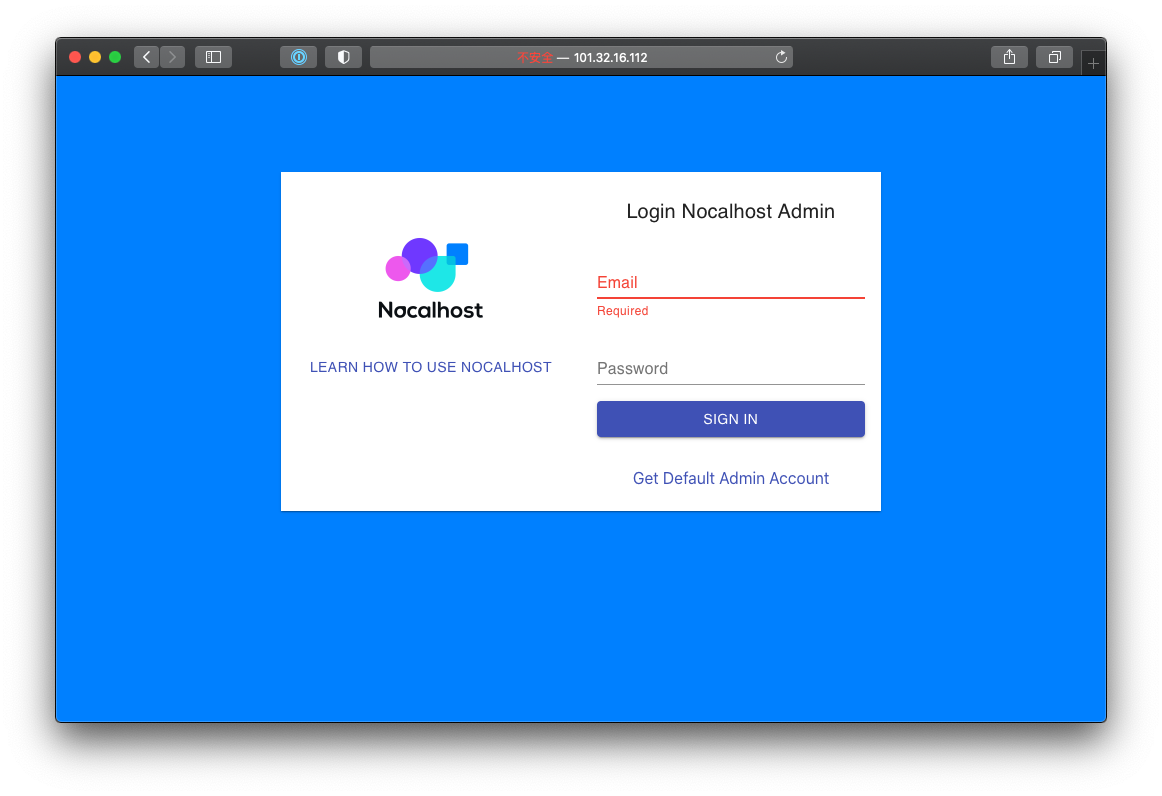 不安全 — 101.32.16.112
Login Nocalhost Admin
Nocalhost
LEARN HOW TO USE NOCALHOST
Email
Required
Password
SIGN IN
Get Default Admin Account